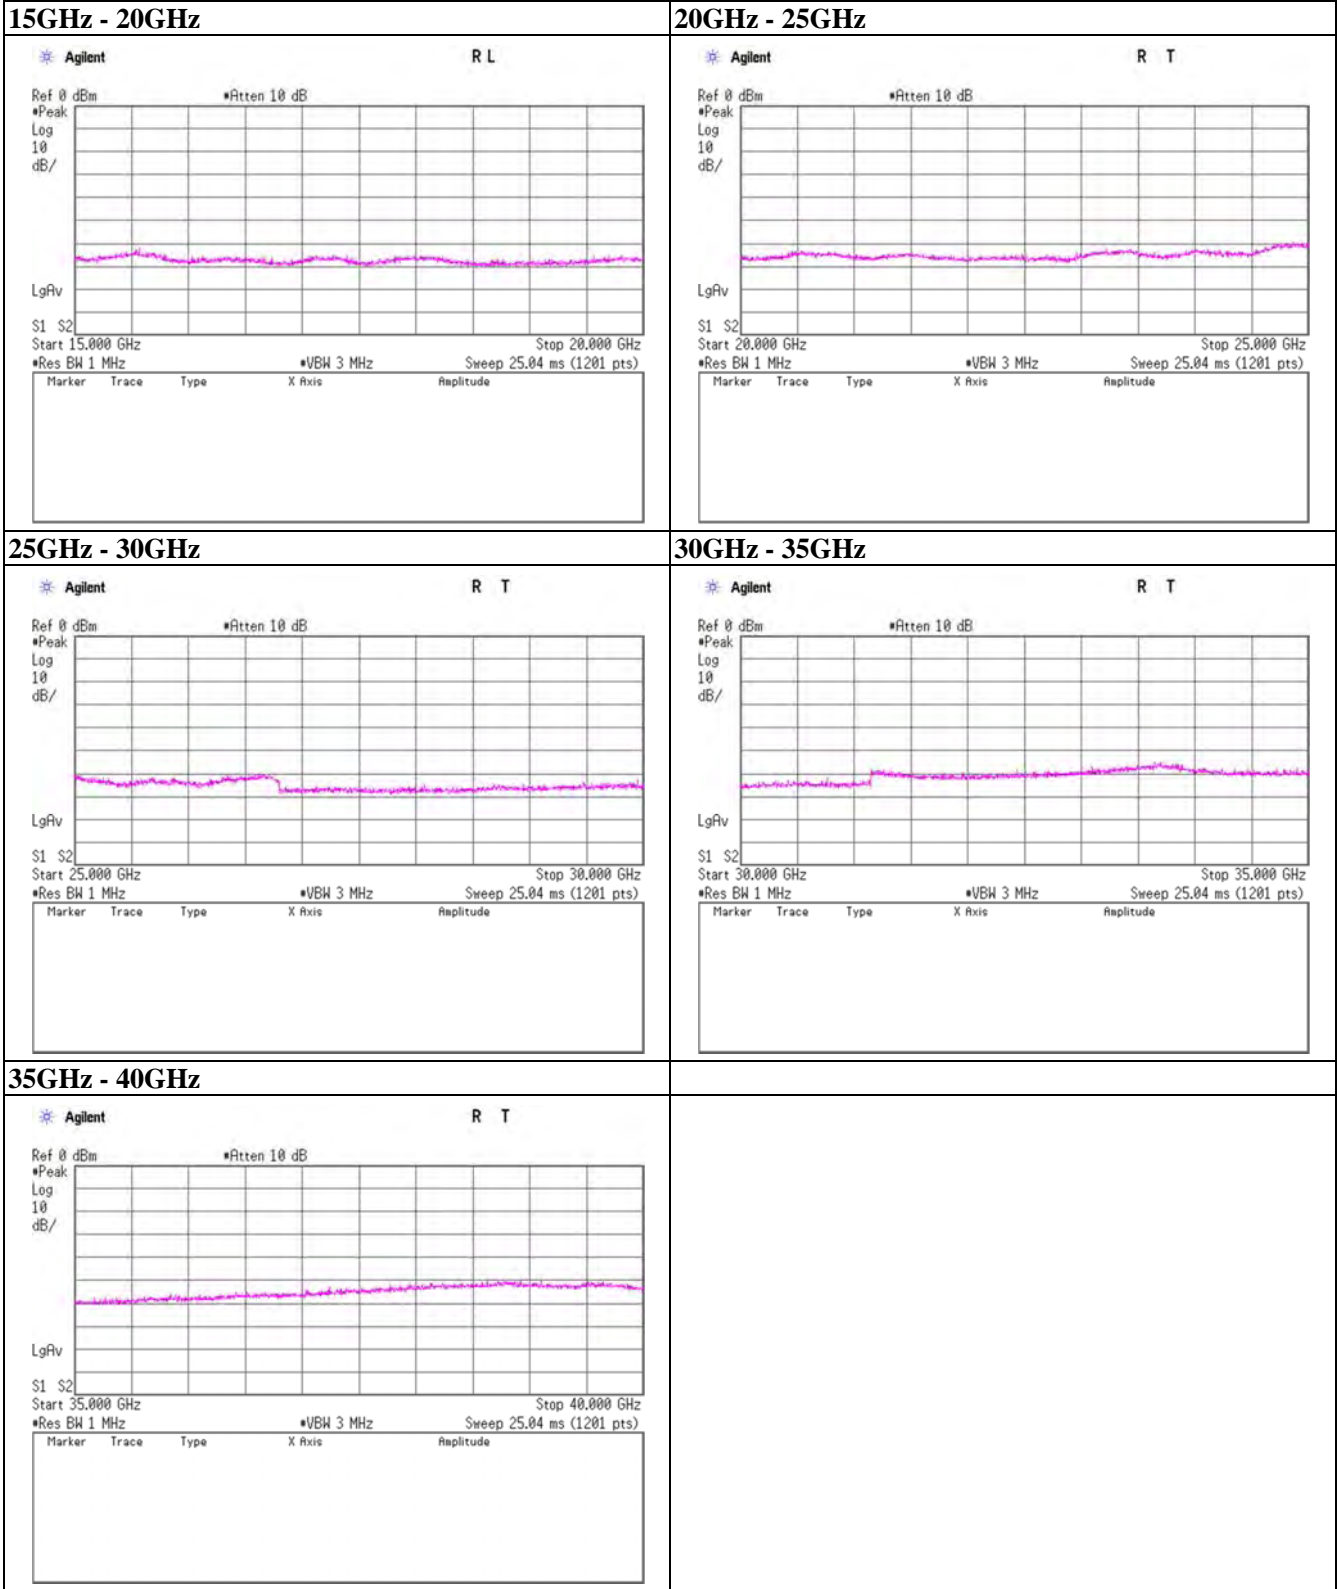 15GHz - 20GHz
Agilent R L
Ref 0 dBm *Atten 10 dB
*Peak
Log
10
dB/
LgAv
S1 S2
Start 15.000 GHz Stop 20.000 GHz
*Res BW 1 MHz *VBW 3 MHz Sweep 25.04 ms (1201 pts)
Marker Trace Type X Axis Amplitude
20GHz - 25GHz
Agilent R T
Ref 0 dBm *Atten 10 dB
*Peak
Log
10
dB/
LgAv
S1 S2
Start 20.000 GHz Stop 25.000 GHz
*Res BW 1 MHz *VBW 3 MHz Sweep 25.04 ms (1201 pts)
Marker Trace Type X Axis Amplitude
25GHz - 30GHz
Agilent R T
Ref 0 dBm *Atten 10 dB
*Peak
Log
10
dB/
LgAv
S1 S2
Start 25.000 GHz Stop 30.000 GHz
*Res BW 1 MHz *VBW 3 MHz Sweep 25.04 ms (1201 pts)
Marker Trace Type X Axis Amplitude
30GHz - 35GHz
Agilent R T
Ref 0 dBm *Atten 10 dB
*Peak
Log
10
dB/
LgAv
S1 S2
Start 30.000 GHz Stop 35.000 GHz
*Res BW 1 MHz *VBW 3 MHz Sweep 25.04 ms (1201 pts)
Marker Trace Type X Axis Amplitude
35GHz - 40GHz
Agilent R T
Ref 0 dBm *Atten 10 dB
*Peak
Log
10
dB/
LgAv
S1 S2
Start 35.000 GHz Stop 40.000 GHz
*Res BW 1 MHz *VBW 3 MHz Sweep 25.04 ms (1201 pts)
Marker Trace Type X Axis Amplitude